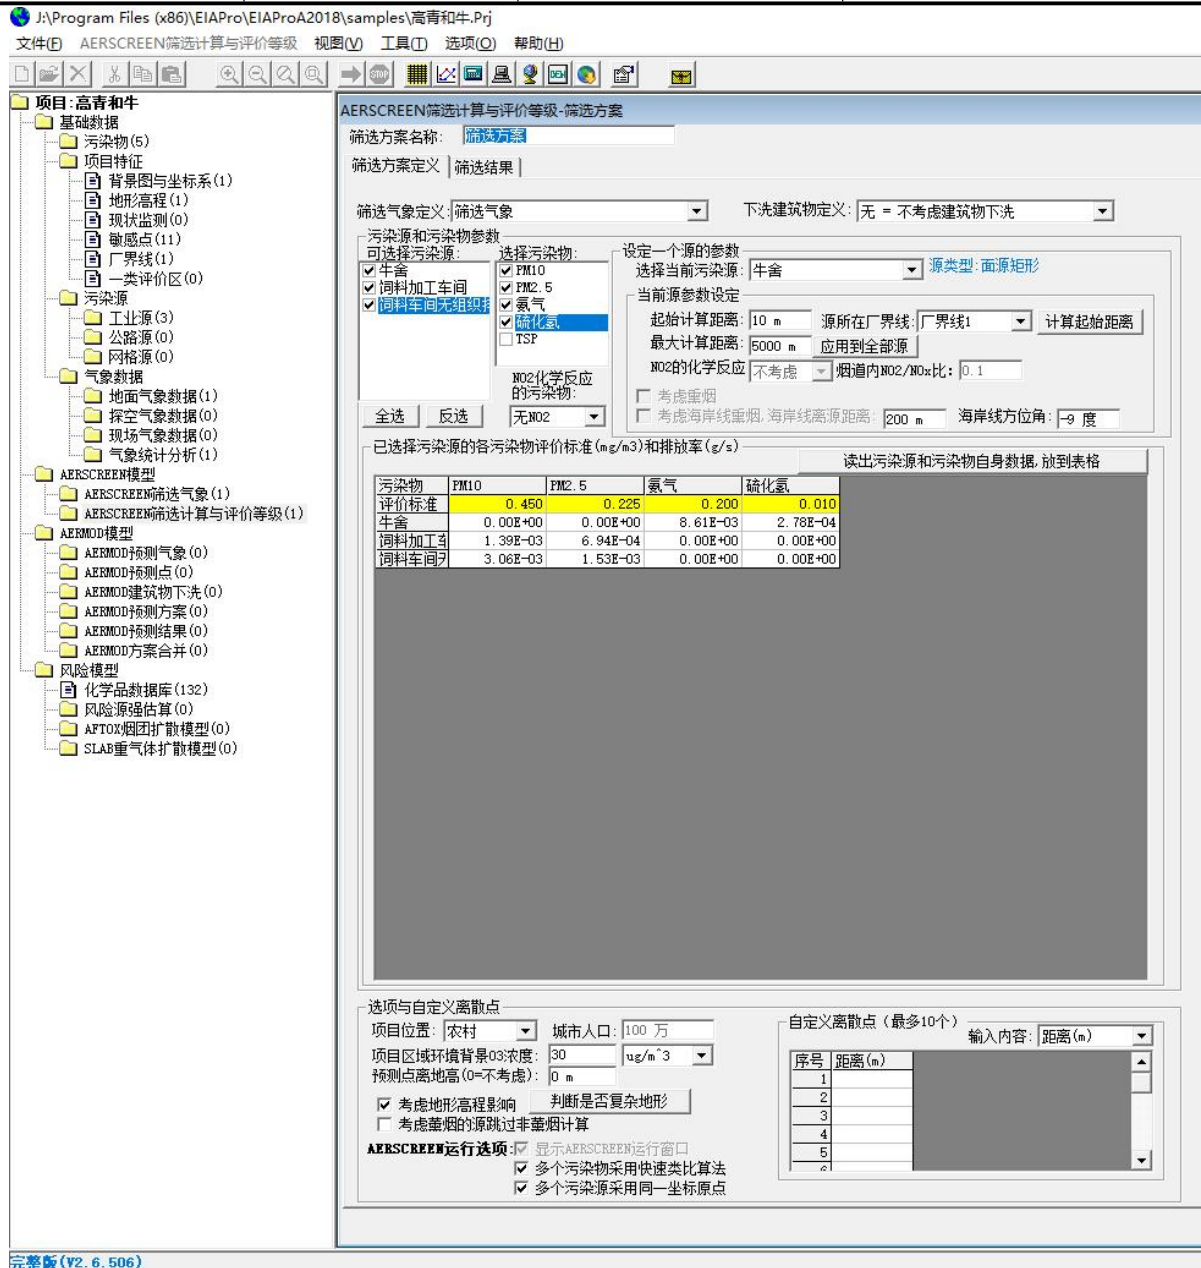 J:\Program Files (x86)\EIAPro\EIAProA2018\samples\高青和牛.Prj
文件(F) AERSCREEN筛选计算与评价等级 视图(V) 工具(T) 选项(O) 帮助(H)
STOP DEM
项目:高青和牛
基础数据
污染物(5)
项目特征
背景图与坐标系(1)
地形高程(1)
现状监测(0)
敏感点(11)
厂界线(1)
一类评价区(0)
污染源
工业源(3)
公路源(0)
网格源(0)
气象数据
地面气象数据(1)
探空气象数据(0)
现场气象数据(0)
气象统计分析(1)
AERSCREEN模型
AERSCREEN筛选气象(1)
AERSCREEN筛选计算与评价等级(1)
AERMOD模型
AERMOD预测气象(0)
AERMOD预测点(0)
AERMOD建筑物下洗(0)
AERMOD预测方案(0)
AERMOD预测结果(0)
AERMOD方案合并(0)
风险模型
化学品数据库(132)
风险源强估算(0)
AFTOX烟团扩散模型(0)
SLAB重气体扩散模型(0)
AERSCREEN筛选计算与评价等级-筛选方案
筛选方案名称: 筛选方案
筛选方案定义 筛选结果
筛选气象定义: 筛选气象 下洗建筑物定义: 无 = 不考虑建筑物下洗
污染源和污染物参数
可选择污染源: 选择污染物:
牛舍
饲料加工车间
饲料车间无组织
PM10
PM2.5
氨气
硫化氢
TSP
NO2化学反应
的污染物:
全选 反选 无NO2
设定一个源的参数
选择当前污染源: 牛舍 源类型:面源矩形
当前源参数设定
起始计算距离: 10 m 源所在厂界线: 厂界线1 计算起始距离
最大计算距离: 5000 m 应用到全部源
NO2的化学反应 不考虑 烟道内NO2/NOx比: 0.1
考虑重烟
考虑海岸线重烟,海岸线离源距离: 200 m 海岸线方位角: -9 度
已选择污染源的各污染物评价标准(mg/m3)和排放率(g/s)
读出污染源和污染物自身数据,放到表格
污染物 PM10 PM2.5 氨气 硫化氢
评价标准 0.450 0.225 0.200 0.010
牛舍 0.00E+00 0.00E+00 8.61E-03 2.78E-04
饲料加工车 1.39E-03 6.94E-04 0.00E+00 0.00E+00
饲料车间 3.06E-03 1.53E-03 0.00E+00 0.00E+00
选项与自定义离散点
项目位置: 农村 城市人口: 100 万
项目区域环境背景O3浓度: 30 ug/m^3
预测点离地高(0=不考虑): 0 m
考虑地形高程影响 判断是否复杂地形
考虑薰烟的源跳过非薰烟计算
AERSCREEN运行选项: 显示AERSCREEN运行窗口
多个污染物采用快速类比算法
多个污染源采用同一坐标原点
自定义离散点(最多10个)
输入内容: 距离(m)
序号 距离(m)
1
2
3
4
5
完整版(V2.6.506)